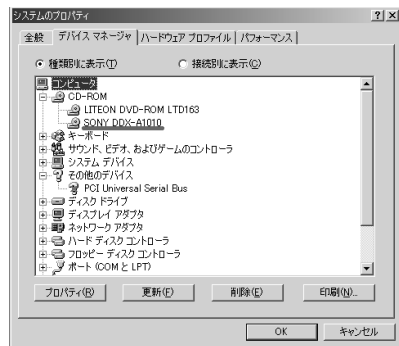 システムのプロパティ
全般 デバイス マネージャ ハードウェア プロファイル パフォーマンス
種類別に表示(T) 接続別に表示(C)
コンピュータ
CD-ROM
LITEON DVD-ROM LTD163
SONY DDX-A1010
キーボード
サウンド、ビデオ、およびゲームのコントローラ
システム デバイス
その他のデバイス
PCI Universal Serial Bus
ディスク ドライブ
ディスプレイ アダプタ
ネットワーク アダプタ
ハード ディスク コントローラ
フロッピー ディスク コントローラ
ポート (COM と LPT)
プロパティ(R) 更新(F) 削除(E) 印刷(N)...
OK キャンセル